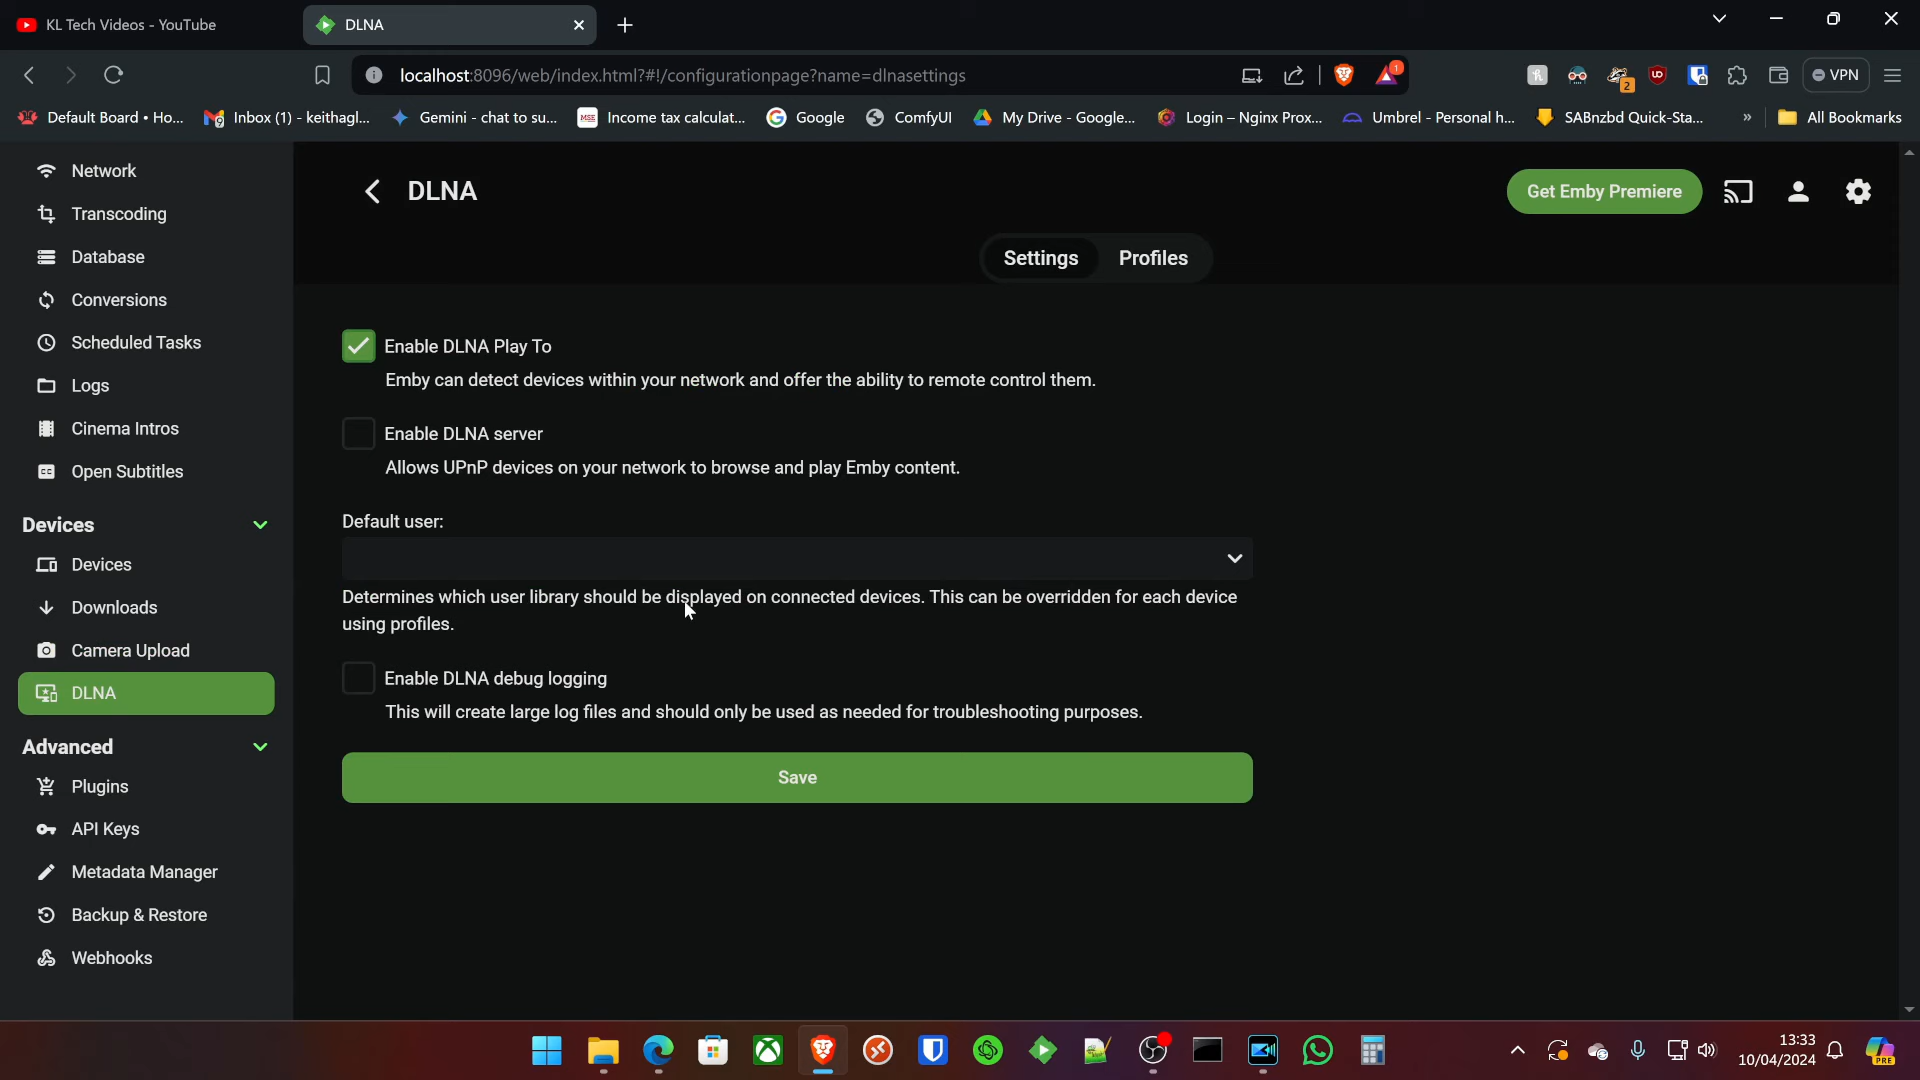 KL Tech Videos - YouTube
DLNA
localhost:8096/web/index.html?#!/configurationpage?name=dlnasettings
2
1
VPN
Default Board • Ho...
Inbox (1) - keithagl...
Gemini - chat to su...
MSE
Income tax calculat...
Google
ComfyUI
My Drive - Google...
Login – Nginx Prox...
Umbrel - Personal h...
SABnzbd Quick-Sta...
»
All Bookmarks
Network
Transcoding
Database
Conversions
Scheduled Tasks
Logs
Cinema Intros
CC
Open Subtitles
Devices
Devices
Downloads
Camera Upload
DLNA
Advanced
Plugins
API Keys
Metadata Manager
Backup & Restore
Webhooks
DLNA
Get Emby Premiere
Settings
Profiles
Enable DLNA Play To
Emby can detect devices within your network and offer the ability to remote control them.
Enable DLNA server
Allows UPnP devices on your network to browse and play Emby content.
Default user:
Determines which user library should be displayed on connected devices. This can be overridden for each device
using profiles.
Enable DLNA debug logging
This will create large log files and should only be used as needed for troubleshooting purposes.
Save
13:33
10/04/2024
PRE